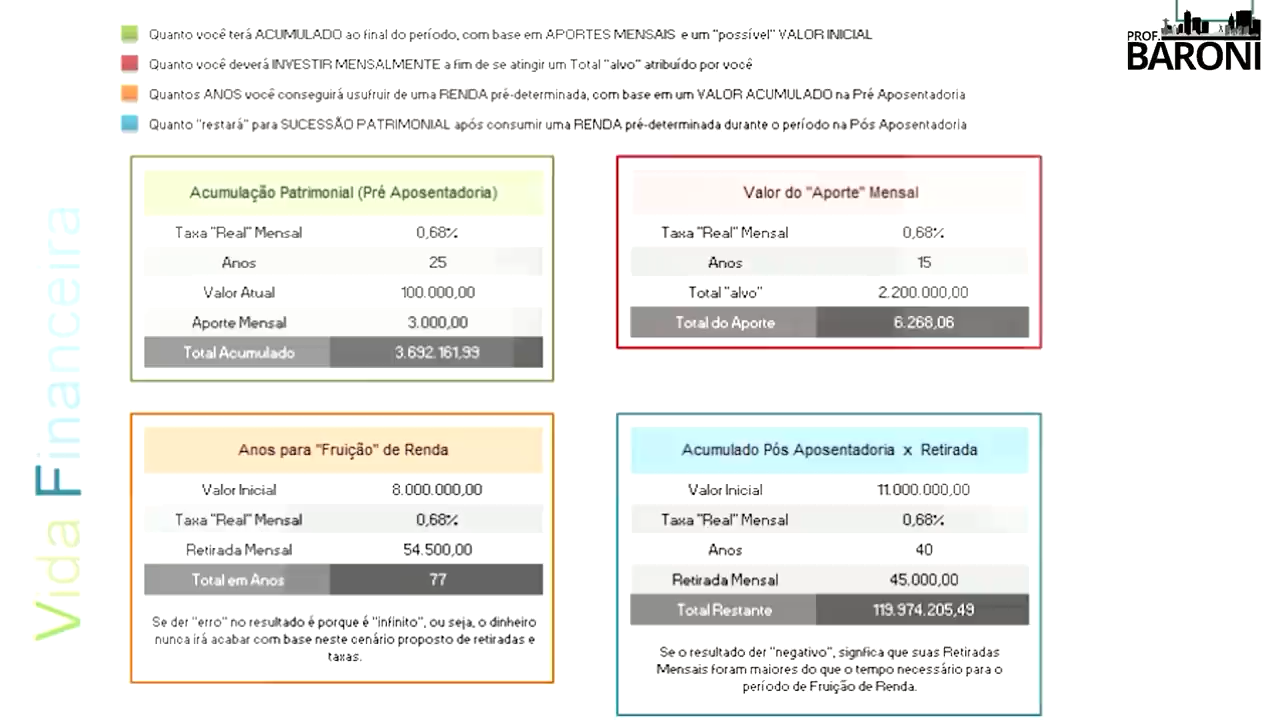 Quanto você terá ACUMULADO ao final do período, com base em APORTES MENSAIS e um "possível" VALOR INICIAL
Quanto você deverá INVESTIR MENSALMENTE a fim de se atingir um Total "alvo" atribuído por você
Quantos ANOS você conseguirá usufruir de uma RENDA pré-determinada, com base em um VALOR ACUMULADO na Pré Aposentadoria
Quanto "restará" para SUCESSÃO PATRIMONIAL após consumir uma RENDA pré-determinada durante o período na Pós Aposentadoria
PROF.
BARONI
Vida Financeira
Acumulação Patrimonial (Pré Aposentadoria)
Taxa "Real" Mensal 0,68%
Anos 25
Valor Atual 100.000,00
Aporte Mensal 3.000,00
Total Acumulado 3.692.161,99
Valor do "Aporte" Mensal
Taxa "Real" Mensal 0,68%
Anos 15
Total "alvo" 2.200.000,00
Total do Aporte 6.268,06
Anos para "Fruição" de Renda
Valor Inicial 8.000.000,00
Taxa "Real" Mensal 0,68%
Retirada Mensal 54.500,00
Total em Anos 77
Se der "erro" no resultado é porque é "infinito", ou seja, o dinheiro
nunca irá acabar com base neste cenário proposto de retiradas e
taxas.
Acumulado Pós Aposentadoria x Retirada
Valor Inicial 11.000.000,00
Taxa "Real" Mensal 0,68%
Anos 40
Retirada Mensal 45.000,00
Total Restante 119.974.205,49
Se o resultado der "negativo", signfica que suas Retiradas
Mensais foram maiores do que o tempo necessário para o
período de Fruição de Renda.